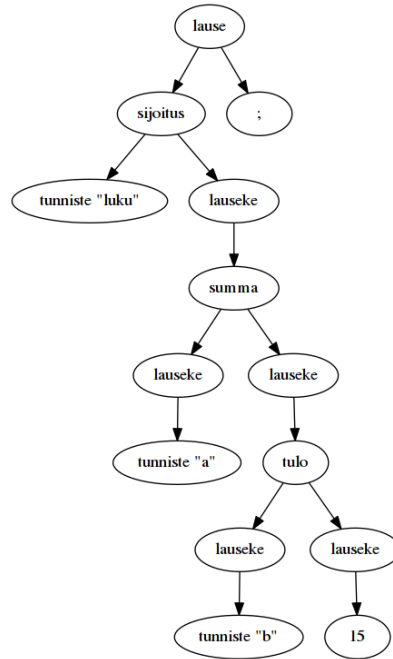 lause
sijoitus
;
tunniste "luku"
lauseke
summa
lauseke
lauseke
tunniste "a"
tulo
lauseke
lauseke
tunniste "b"
15